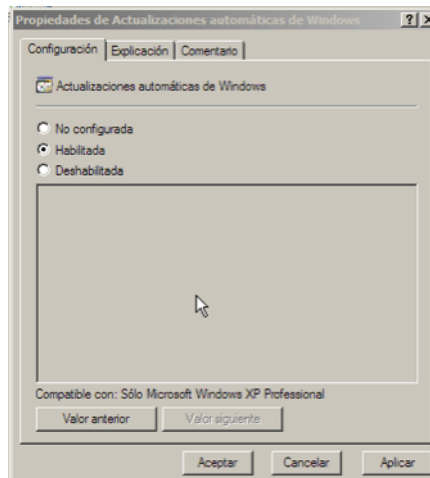 Propiedades de Actualizaciones automáticas de Windows
Configuración Explicación Comentario
Actualizaciones automáticas de Windows
No configurada
Habilitada
Deshabilitada
Compatible con: Sólo Microsoft Windows XP Professional
Valor anterior Valor siguiente
Aceptar Cancelar Aplicar